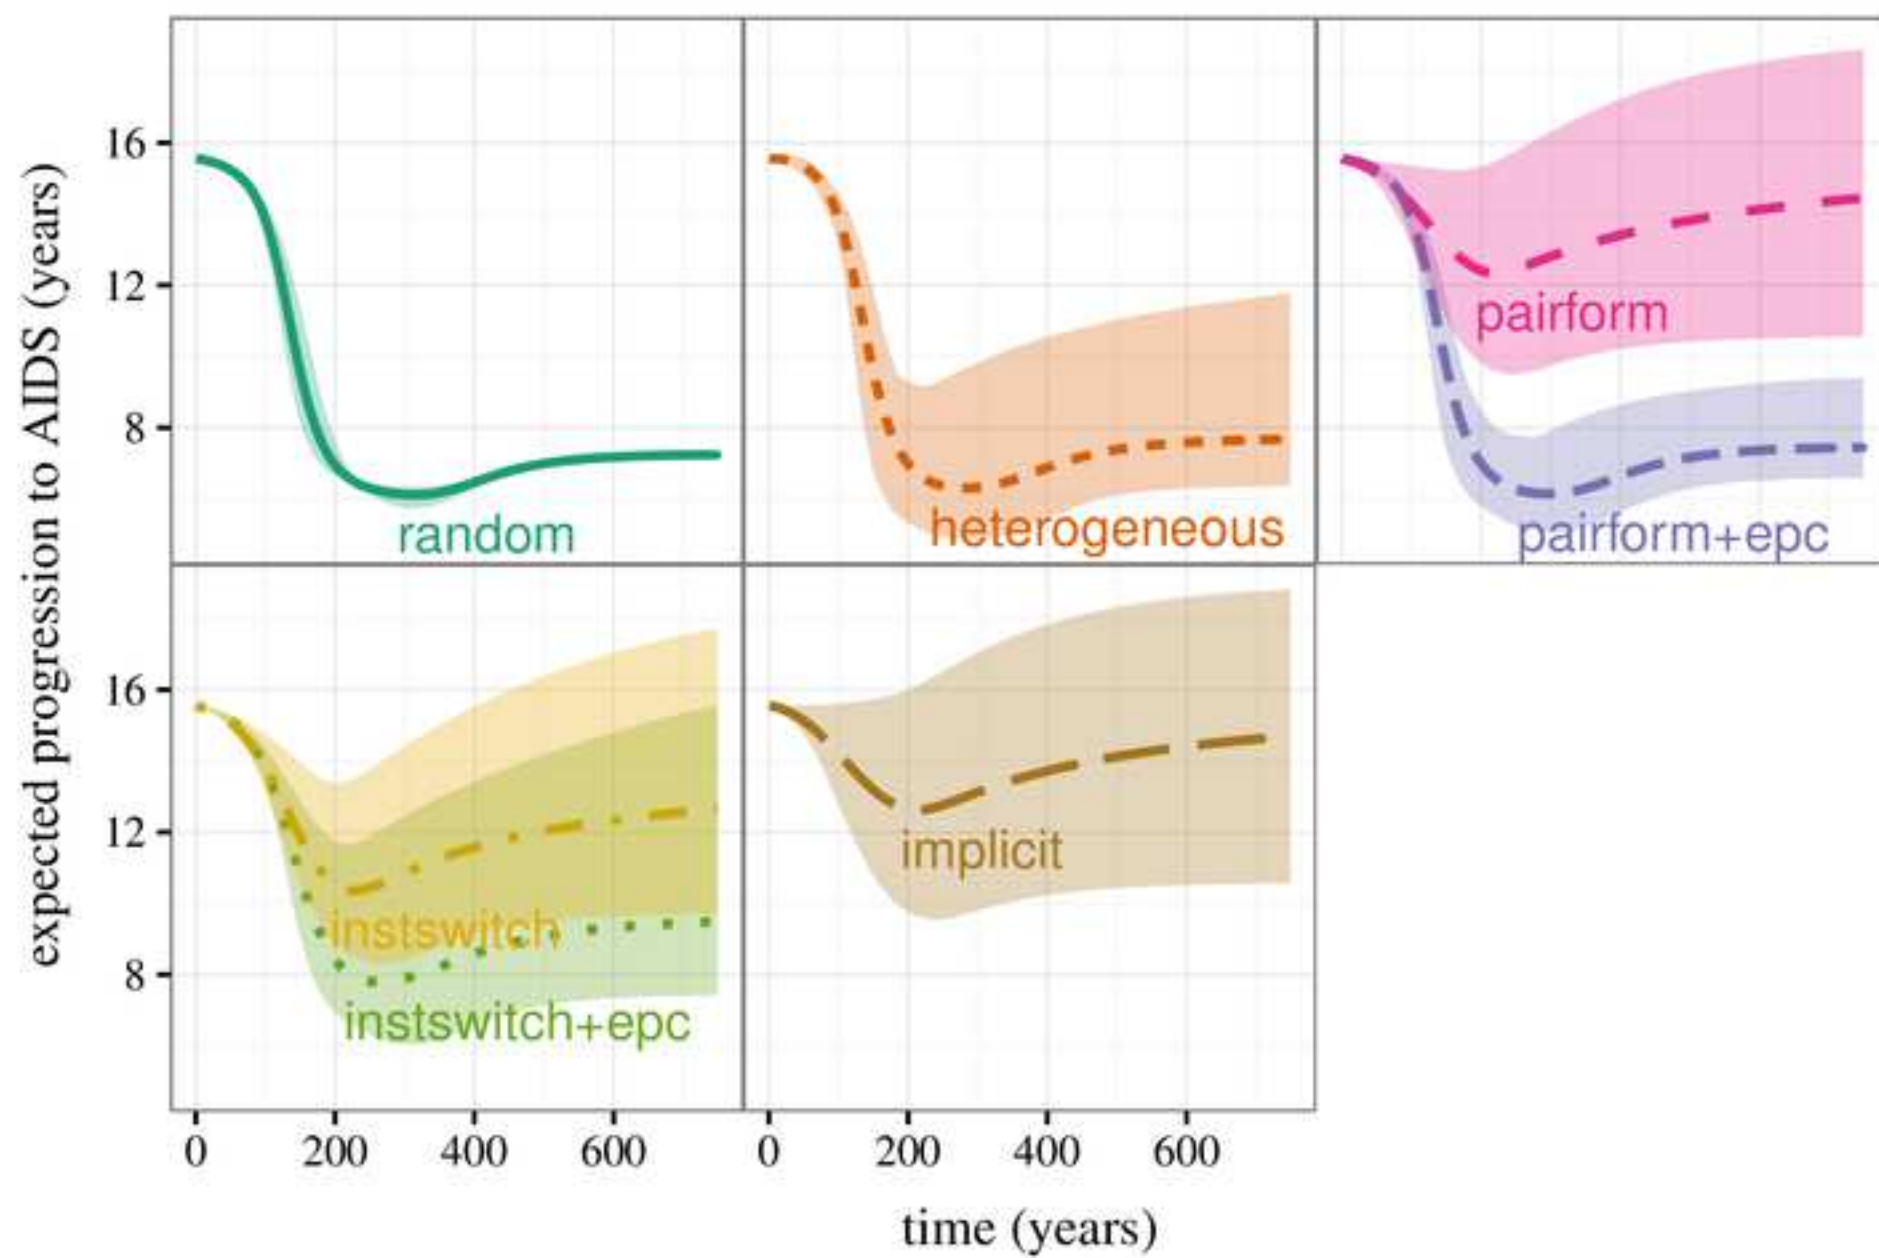 expected progression to AIDS (years)
16
12
8
random
heterogeneous
pairform
pairform+epc
16
12
8
instswitch
instswitch+epc
implicit
0 200 400 600
0 200 400 600
time (years)